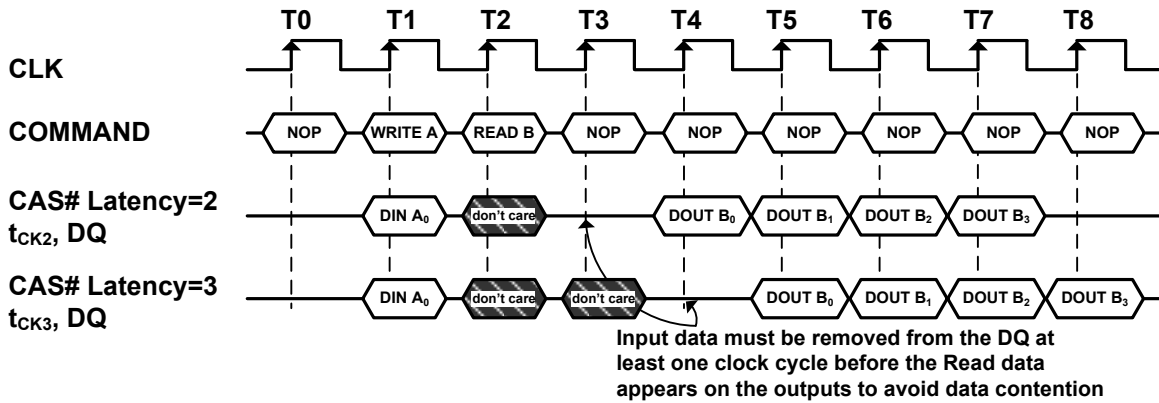 T0 T1 T2 T3 T4 T5 T6 T7 T8
CLK
COMMAND NOP WRITE A READ B NOP NOP NOP NOP NOP NOP
CAS# Latency=2
tCK2, DQ
DIN A0 don't care DOUT B0 DOUT B1 DOUT B2 DOUT B3
CAS# Latency=3
tCK3, DQ
DIN A0 don't care don't care DOUT B0 DOUT B1 DOUT B2 DOUT B3
Input data must be removed from the DQ at
least one clock cycle before the Read data
appears on the outputs to avoid data contention